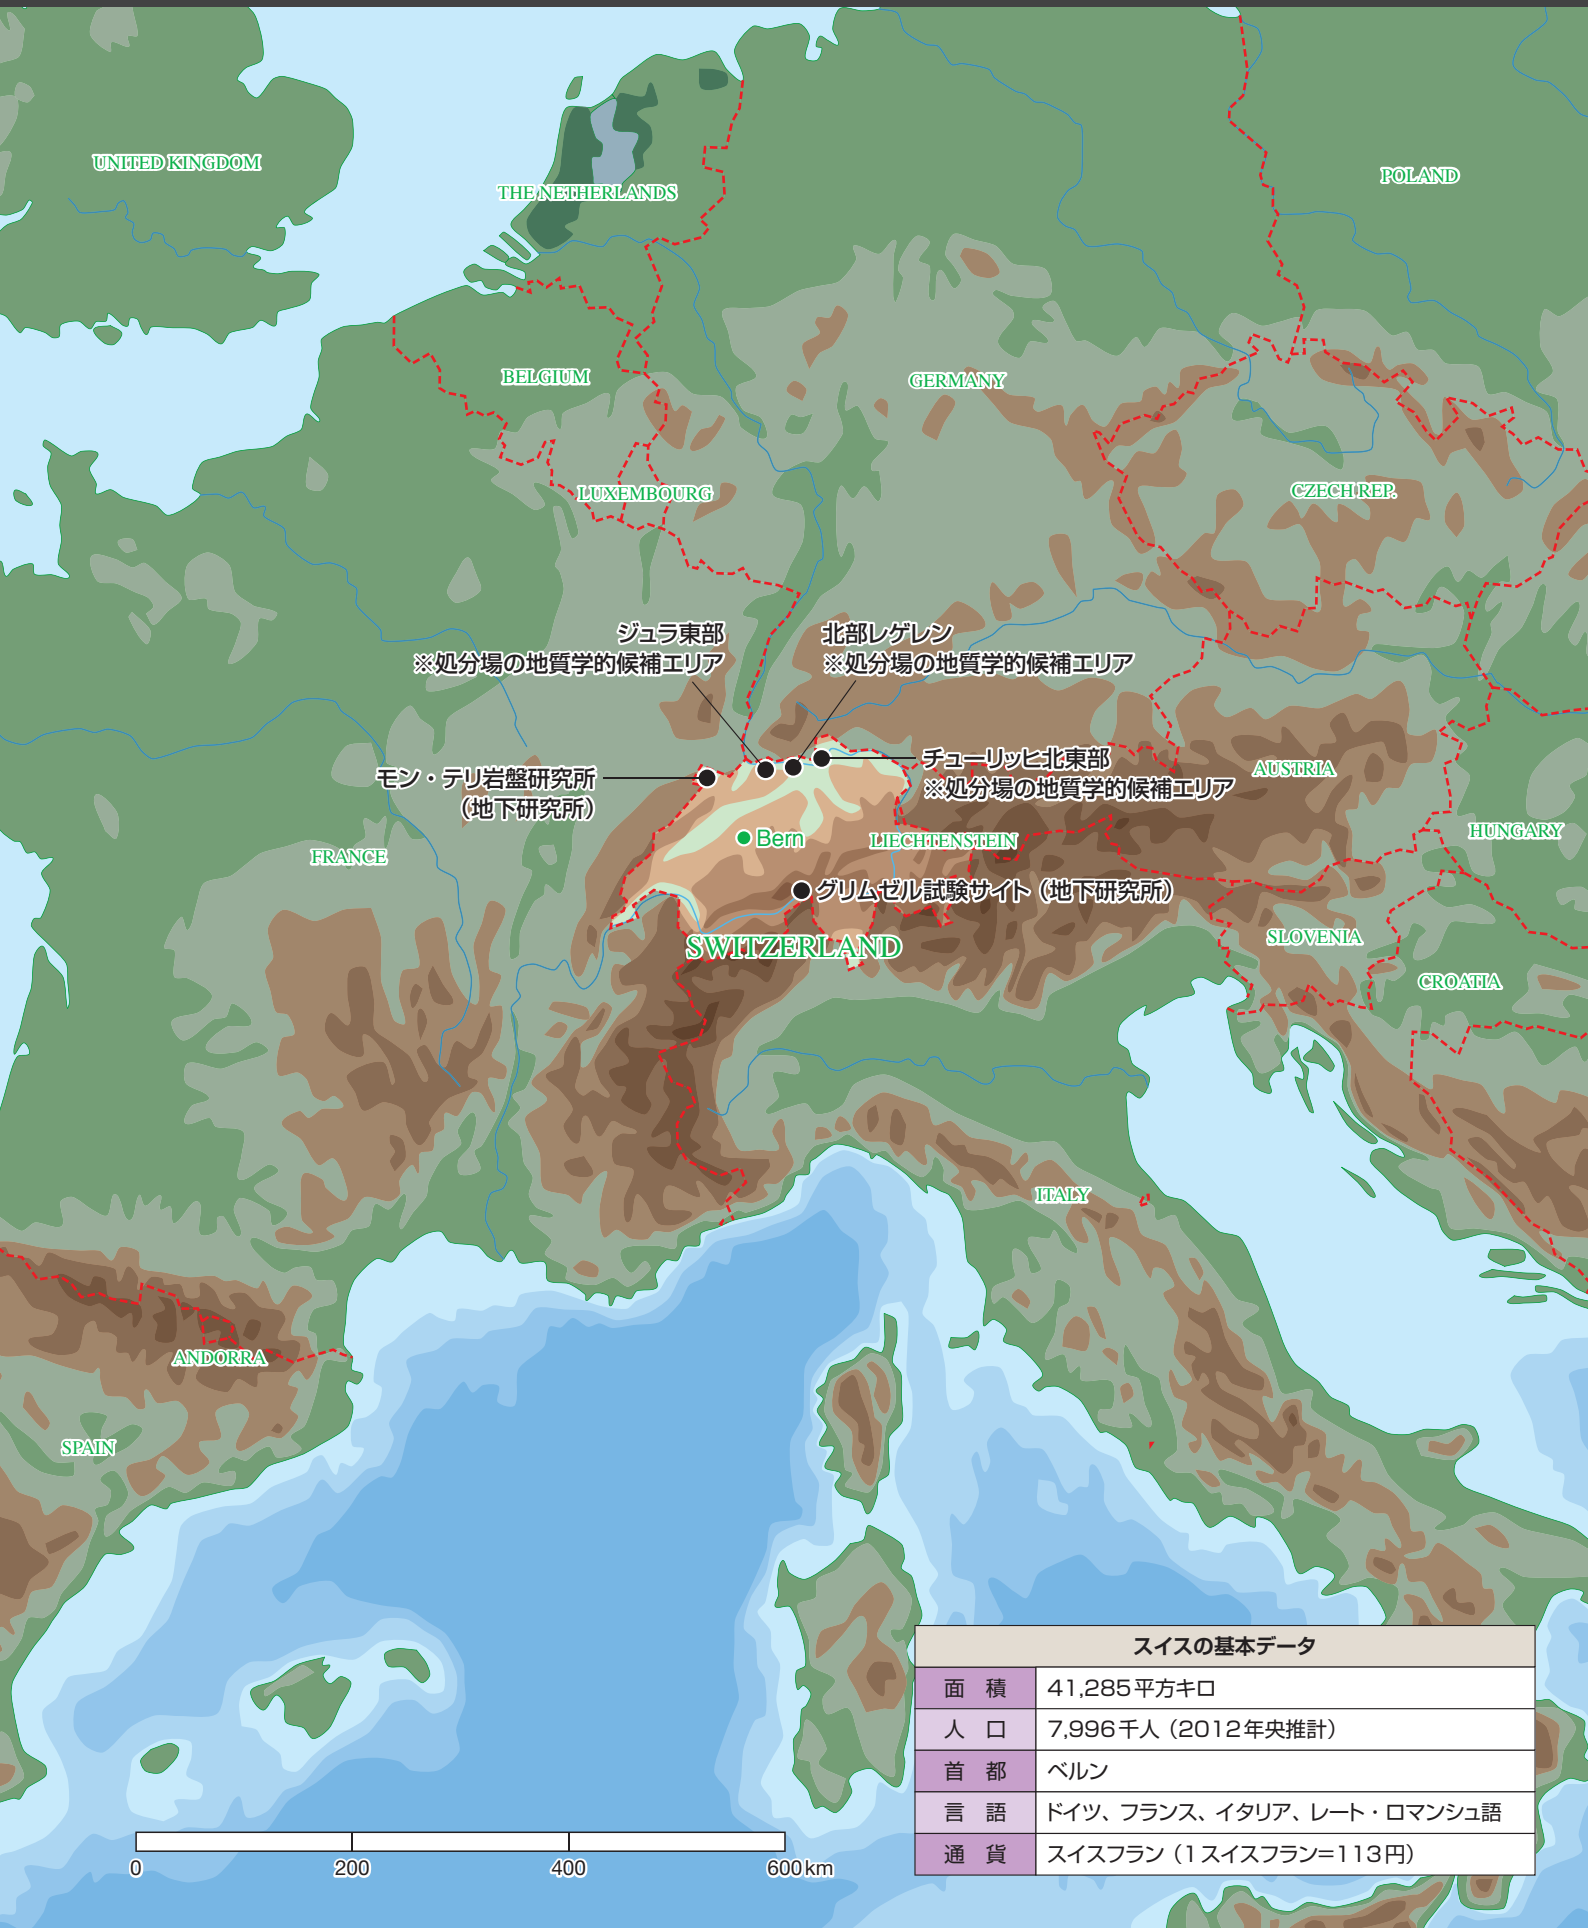 UNITED KINGDOM
THE NETHERLANDS
POLAND
BELGIUM
GERMANY
LUXEMBOURG
CZECH REP.
ジュラ東部
※処分場の地質学的候補エリア
北部レゲレン
※処分場の地質学的候補エリア
モン・テリ岩盤研究所
（地下研究所）
チューリッヒ北東部
※処分場の地質学的候補エリア
AUSTRIA
HUNGARY
Bern
LIECHTENSTEIN
FRANCE
グリムゼル試験サイト（地下研究所）
SWITZERLAND
SLOVENIA
CROATIA
ITALY
ANDORRA
SPAIN
スイスの基本データ
面　積 41,285平方キロ
人　口 7,996千人（2012年央推計）
首　都 ベルン
言　語 ドイツ、フランス、イタリア、レート・ロマンシュ語
通　貨 スイスフラン（1スイスフラン=113円）
0 200 400 600km